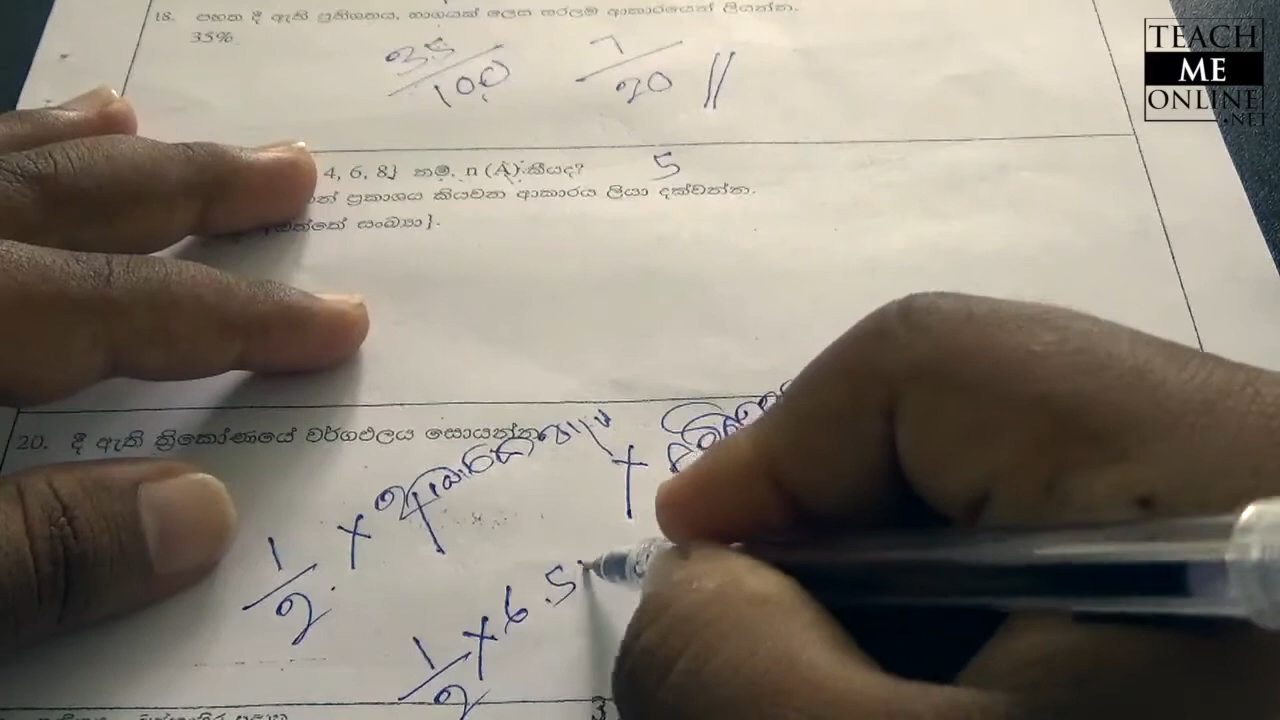 18. පහත දී ඇති ප්‍රතිශතය, භාගයක් ලෙස සරලම ආකාරයෙන් ලියන්න.
35%
35/100 7/20 //
4, 6, 8} නම්, n (A) කීයද? 5
ප්‍රකාශය කියවන ආකාරය ලියා දක්වන්න.
සංඛ්‍යා}.
20. දී ඇති ත්‍රිකෝණයේ වර්ගඵලය සොයන්න
1/2 ×
1/2 × 6.5
3
TEACH
ME
ONLINE
.NET